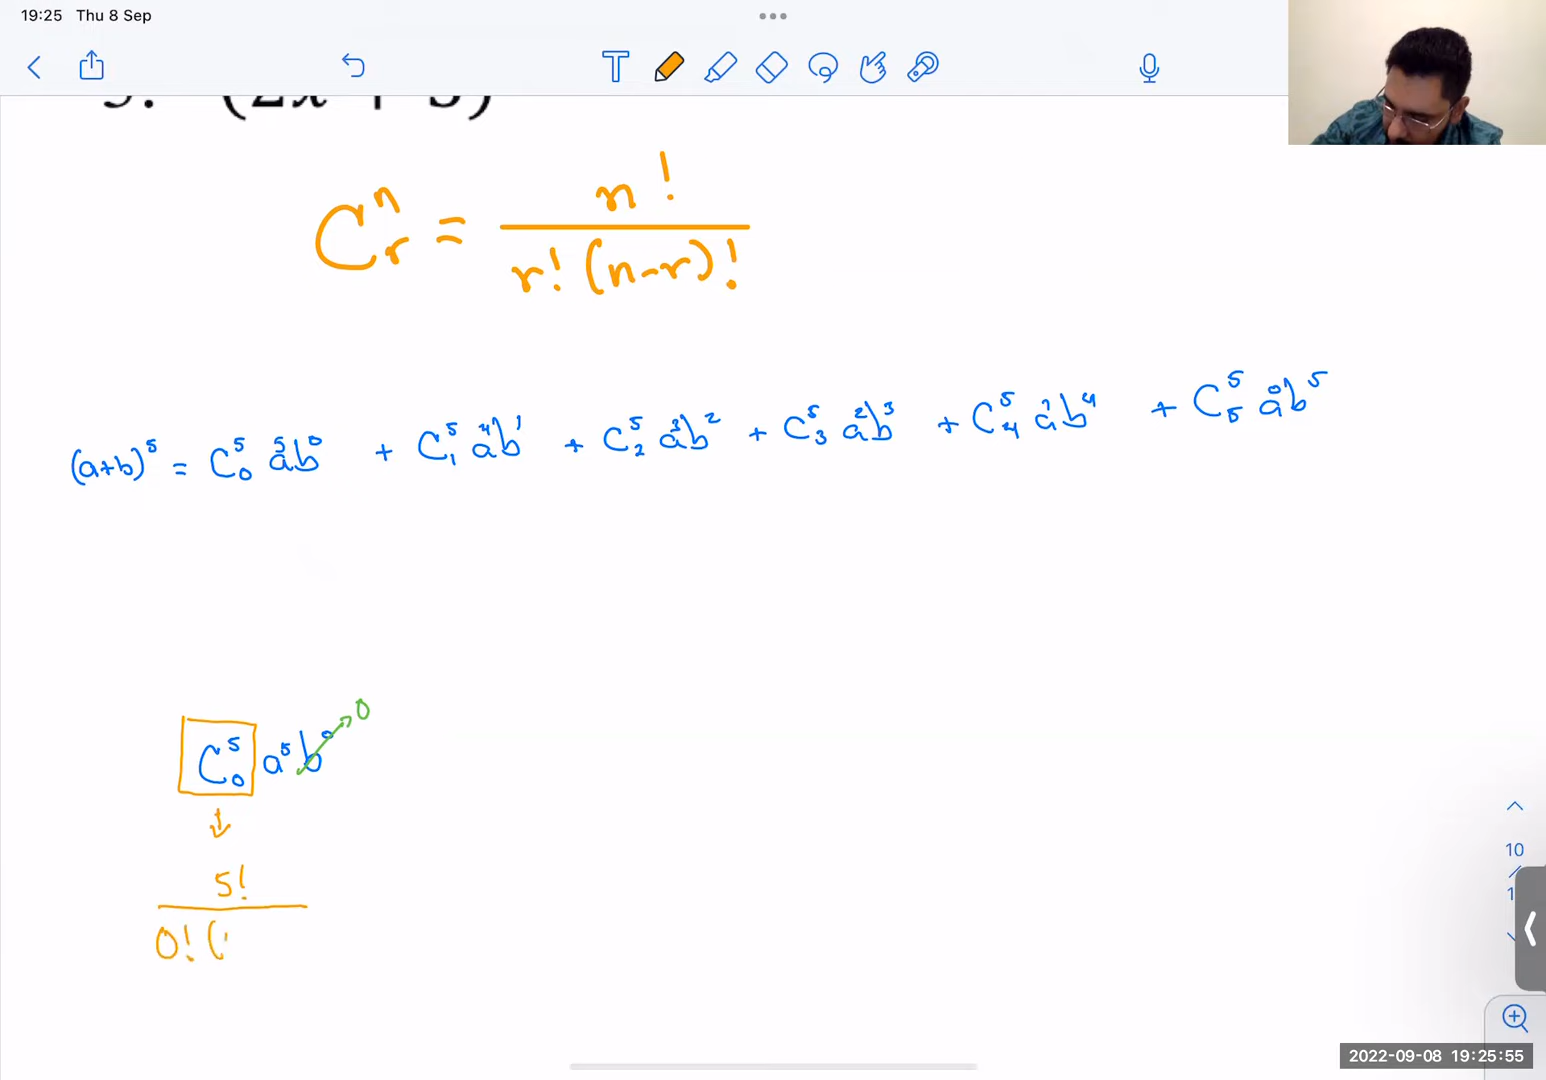 19:25 Thu 8 Sep
T
C^n_r = n! / r!(n-r)!
(a+b)^5 = C^5_0 a^5 b^0 + C^5_1 a^4 b^1 + C^5_2 a^3 b^2 + C^5_3 a^2 b^3 + C^5_4 a^1 b^4 + C^5_5 a^0 b^5
0
C^5_0 a^5 b^0
5!
0! (
10
1
2022-09-08 19:25:55